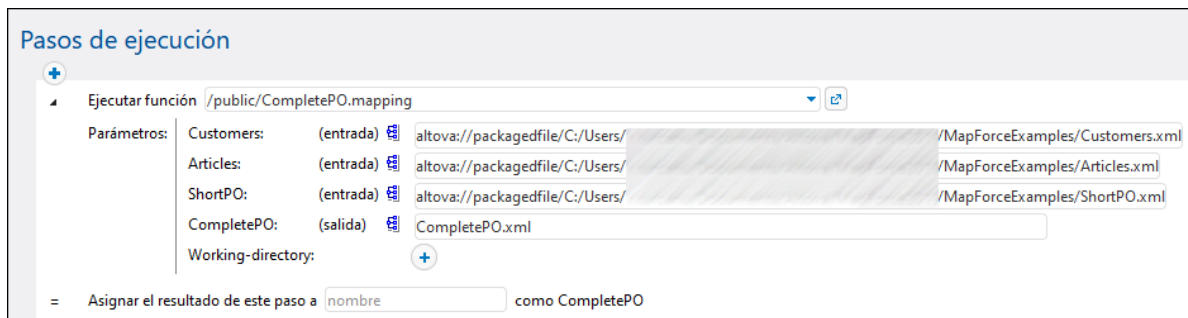 Pasos de ejecución
Ejecutar función /public/CompletePO.mapping
Parámetros: Customers: (entrada) altova://packagedfile/C:/Users/ /MapForceExamples/Customers.xml
Articles: (entrada) altova://packagedfile/C:/Users/ /MapForceExamples/Articles.xml
ShortPO: (entrada) altova://packagedfile/C:/Users/ /MapForceExamples/ShortPO.xml
CompletePO: (salida) CompletePO.xml
Working-directory:
= Asignar el resultado de este paso a nombre como CompletePO